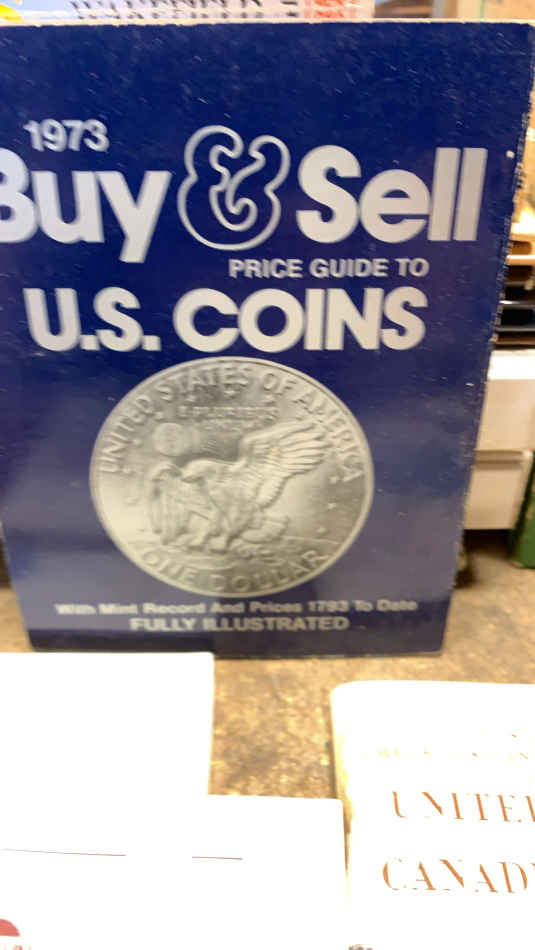 1973
Buy & Sell
PRICE GUIDE TO
U.S. COINS
UNITED STATES OF AMERICA
E PLURIBUS
UNUM
ONE DOLLAR
With Mint Record And Prices 1793 To Date
FULLY ILLUSTRATED
UNITE
CANAD